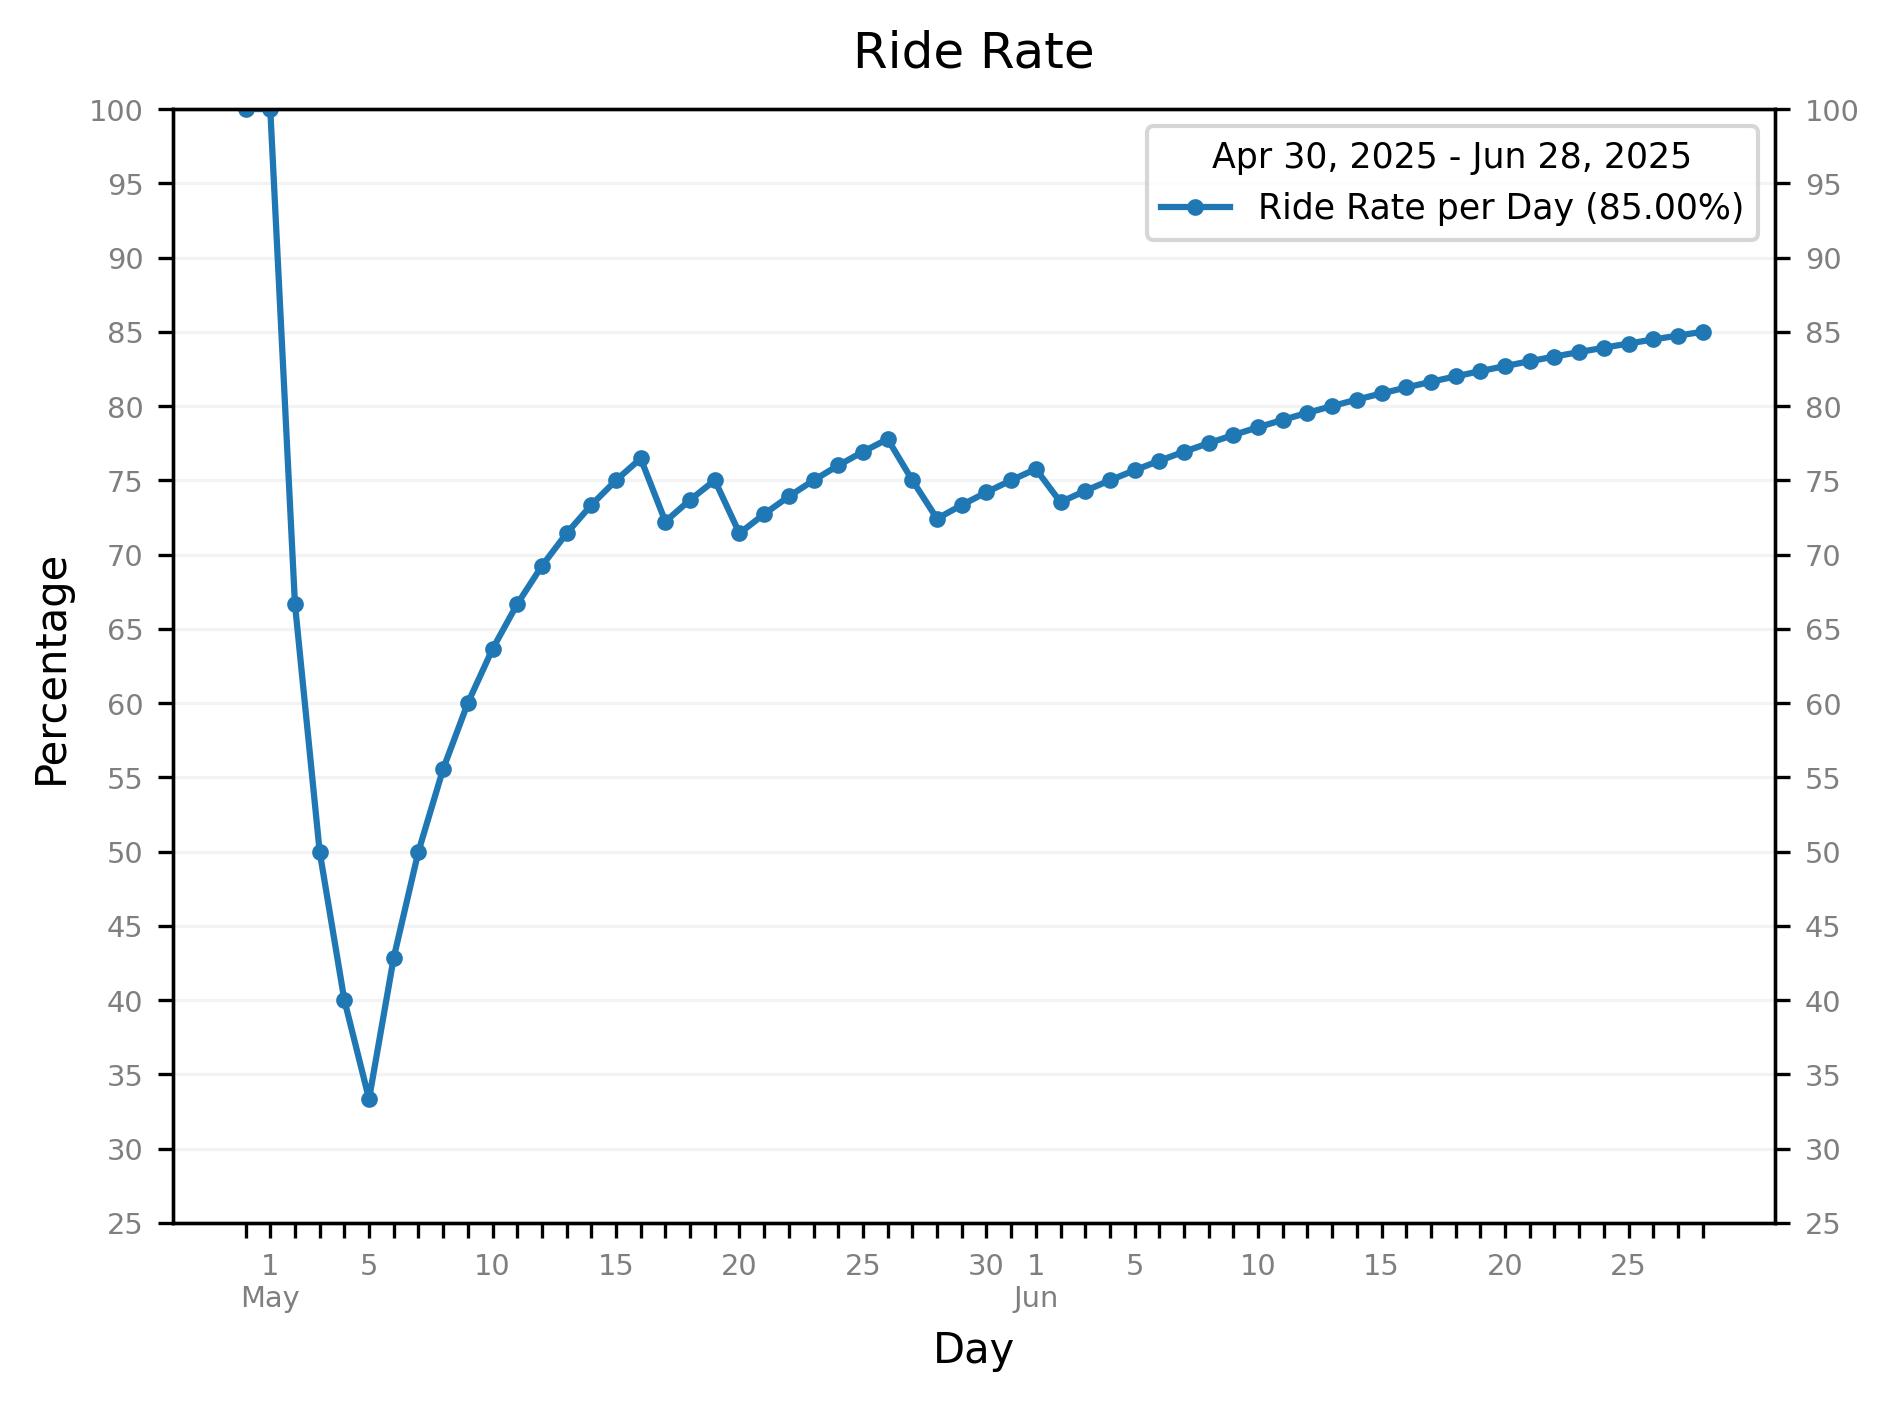 Ride Rate
Apr 30, 2025 - Jun 28, 2025
Ride Rate per Day (85.00%)
Percentage
100 100
95 95
90 90
85 85
80 80
75 75
70 70
65 65
60 60
55 55
50 50
45 45
40 40
35 35
30 30
25 25
1 5 10 15 20 25 30 1 5 10 15 20 25
May Jun
Day